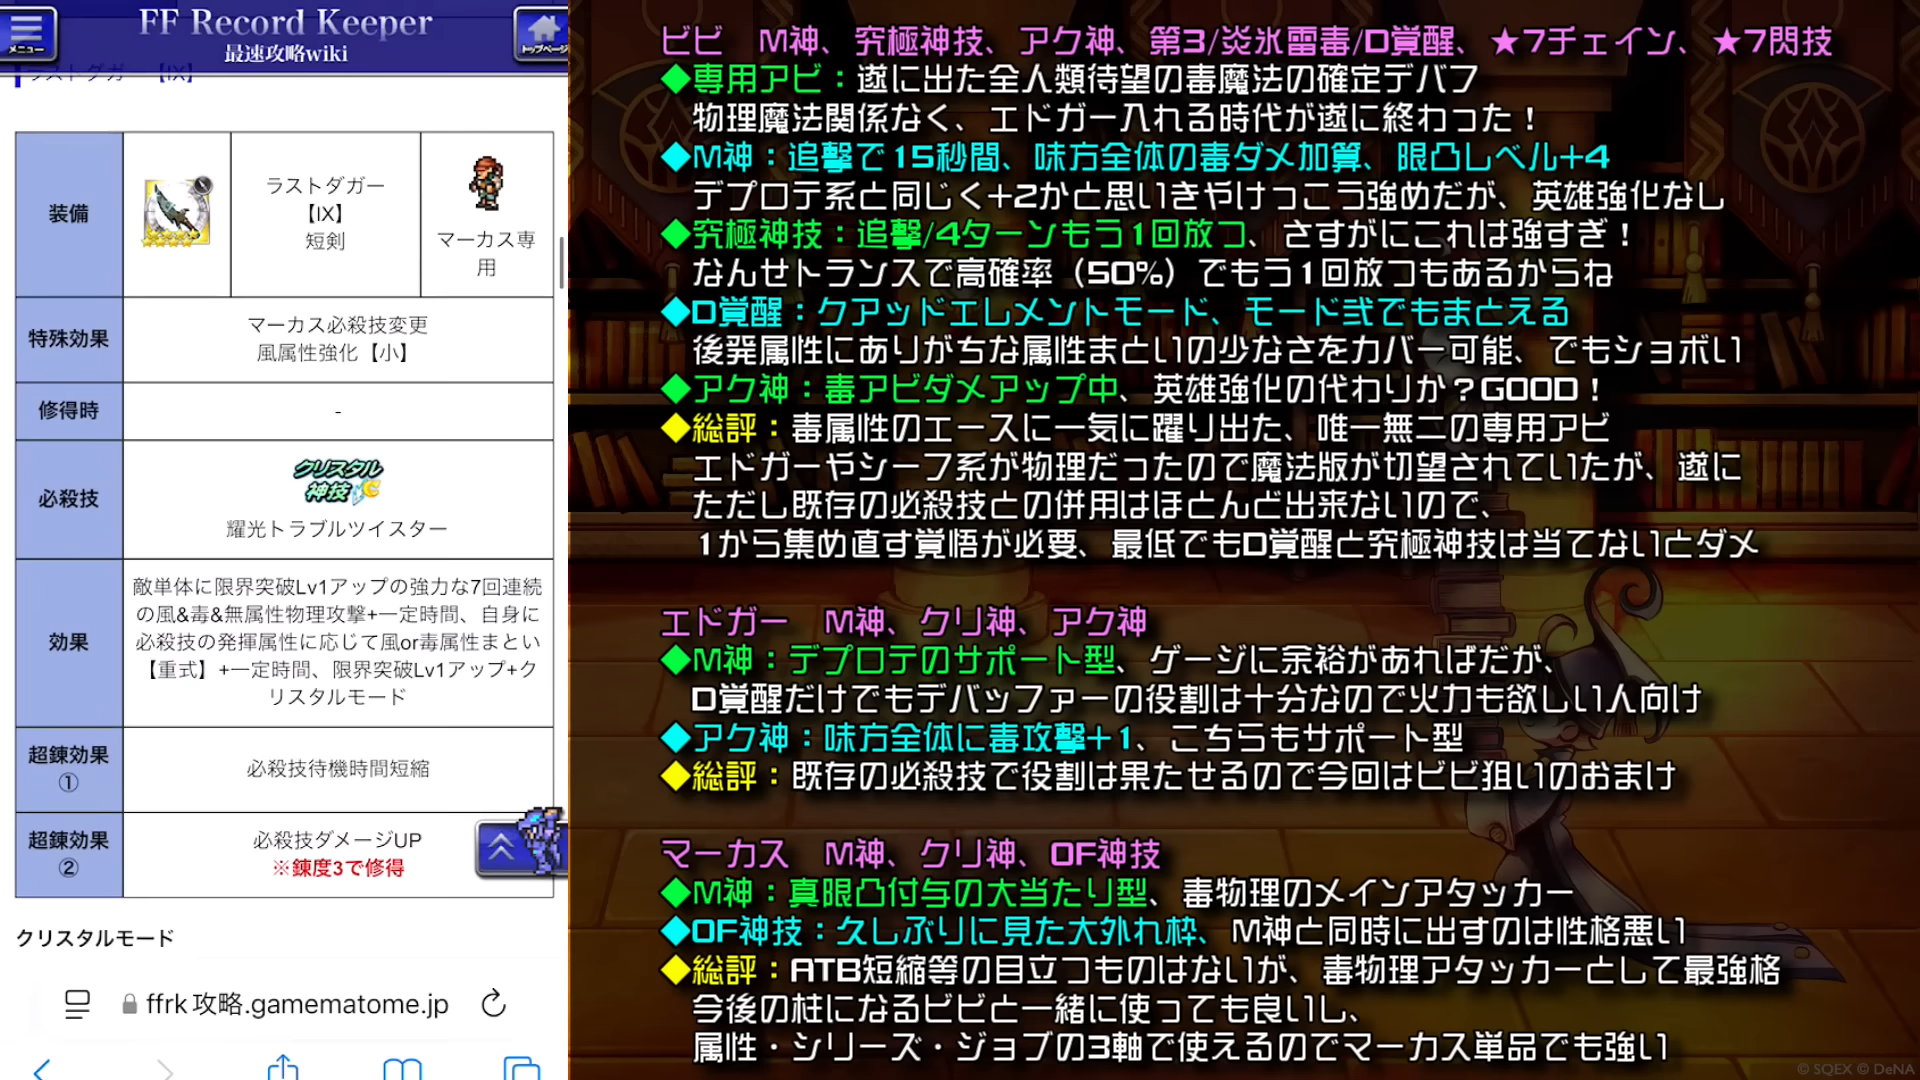 メニュー
FF Record Keeper
最速攻略wiki
トップページ
ラストダガー【IX】
装備
ラストダガー
【IX】
短剣
マーカス専
用
特殊効果
マーカス必殺技変更
風属性強化【小】
修得時
-
必殺技
クリスタル
神技
耀光トラブルツイスター
効果
敵単体に限界突破Lv1アップの強力な7回連続
の風&毒&無属性物理攻撃+一定時間、自身に
必殺技の発揮属性に応じて風or毒属性まとい
【重式】+一定時間、限界突破Lv1アップ+ク
リスタルモード
超錬効果
①
必殺技待機時間短縮
超錬効果
②
必殺技ダメージUP
※錬度3で修得
クリスタルモード
ffrk攻略.gamematome.jp
ビビ　M神、究極神技、アク神、第3/炎氷雷毒/D覚醒、★7チェイン、★7閃技
◆専用アビ：遂に出た全人類待望の毒魔法の確定デバフ
物理魔法関係なく、エドガー入れる時代が遂に終わった！
◆M神：追撃で15秒間、味方全体の毒ダメ加算、眼凸レベル+4
デプロテ系と同じく+2かと思いきやけっこう強めだが、英雄強化なし
◆究極神技：追撃/4ターンもう1回放つ、さすがにこれは強すぎ！
なんせトランスで高確率（50%）でもう1回放つもあるからね
◆D覚醒：クアッドエレメントモード、モード弐でもまとえる
後発属性にありがちな属性まといの少なさをカバー可能、でもショボい
◆アク神：毒アビダメアップ中、英雄強化の代わりか？GOOD！
◆総評：毒属性のエースに一気に躍り出た、唯一無二の専用アビ
エドガーやシーフ系が物理だったので魔法版が切望されていたが、遂に
ただし既存の必殺技との併用はほとんど出来ないので、
1から集め直す覚悟が必要、最低でもD覚醒と究極神技は当てないとダメ
エドガー　M神、クリ神、アク神
◆M神：デプロテのサポート型、ゲージに余裕があればだが、
D覚醒だけでもデバッファーの役割は十分なので火力も欲しい人向け
◆アク神：味方全体に毒攻撃+1、こちらもサポート型
◆総評：既存の必殺技で役割は果たせるので今回はビビ狙いのおまけ
マーカス　M神、クリ神、OF神技
◆M神：真眼凸付与の大当たり型、毒物理のメインアタッカー
◆OF神技：久しぶりに見た大外れ枠、M神と同時に出すのは性格悪い
◆総評：ATB短縮等の目立つものはないが、毒物理アタッカーとして最強格
今後の柱になるビビと一緒に使っても良いし、
属性・シリーズ・ジョブの3軸で使えるのでマーカス単品でも強い
© SQEX © DeNA